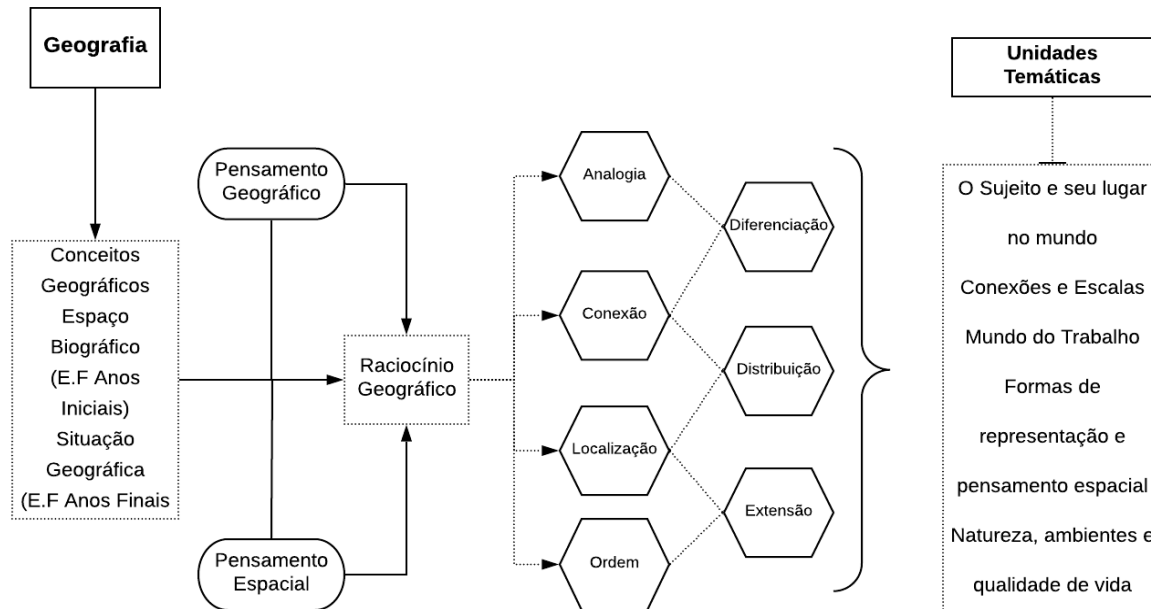 Geografia
Conceitos
Geográficos
Espaço
Biográfico
(E.F Anos
Iniciais)
Situação
Geográfica
(E.F Anos Finais
Pensamento
Geográfico
Pensamento
Espacial
Raciocínio
Geográfico
Analogia
Conexão
Localização
Ordem
Diferenciação
Distribuição
Extensão
Unidades
Temáticas
O Sujeito e seu lugar
no mundo
Conexões e Escalas
Mundo do Trabalho
Formas de
representação e
pensamento espacial
Natureza, ambientes e
qualidade de vida